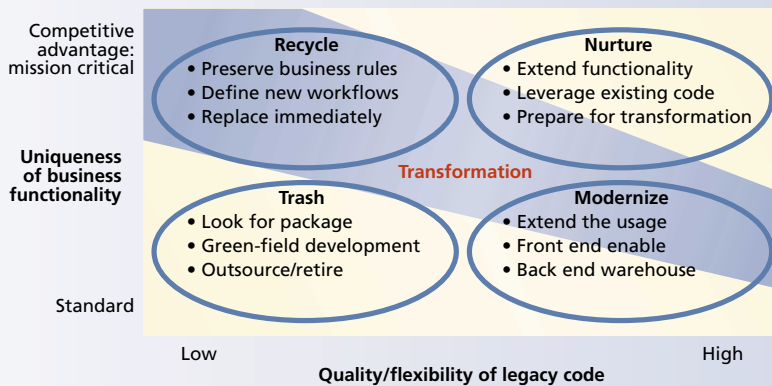 Competitive
advantage:
mission critical
Uniqueness
of business
functionality
Standard
Recycle
• Preserve business rules
• Define new workflows
• Replace immediately
Nurture
• Extend functionality
• Leverage existing code
• Prepare for transformation
Transformation
Trash
• Look for package
• Green-field development
• Outsource/retire
Modernize
• Extend the usage
• Front end enable
• Back end warehouse
Low
High
Quality/flexibility of legacy code